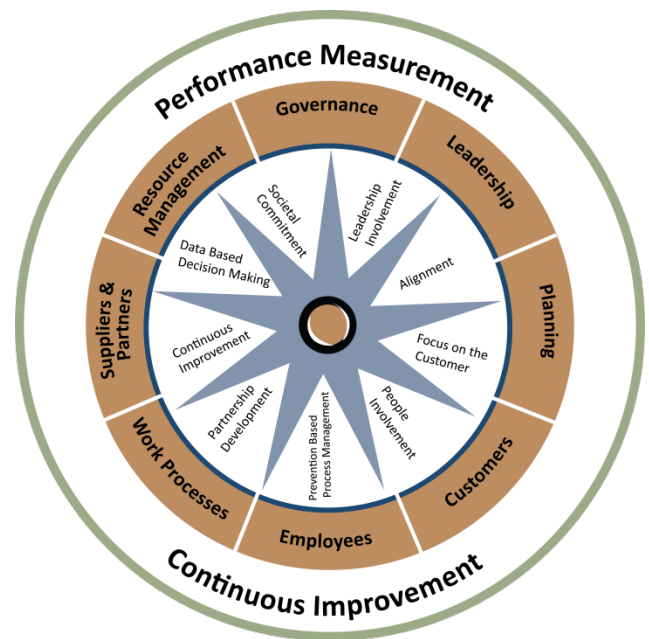 Performance Measurement
Governance
Leadership
Planning
Customers
Employees
Work Processes
Suppliers &
Partners
Resource
Management
Leadership
Involvement
Alignment
Focus on the
Customer
People
Involvement
Prevention Based
Process Management
Partnership
Development
Continuous
Improvement
Data Based
Decision Making
Societal
Commitment
Continuous Improvement